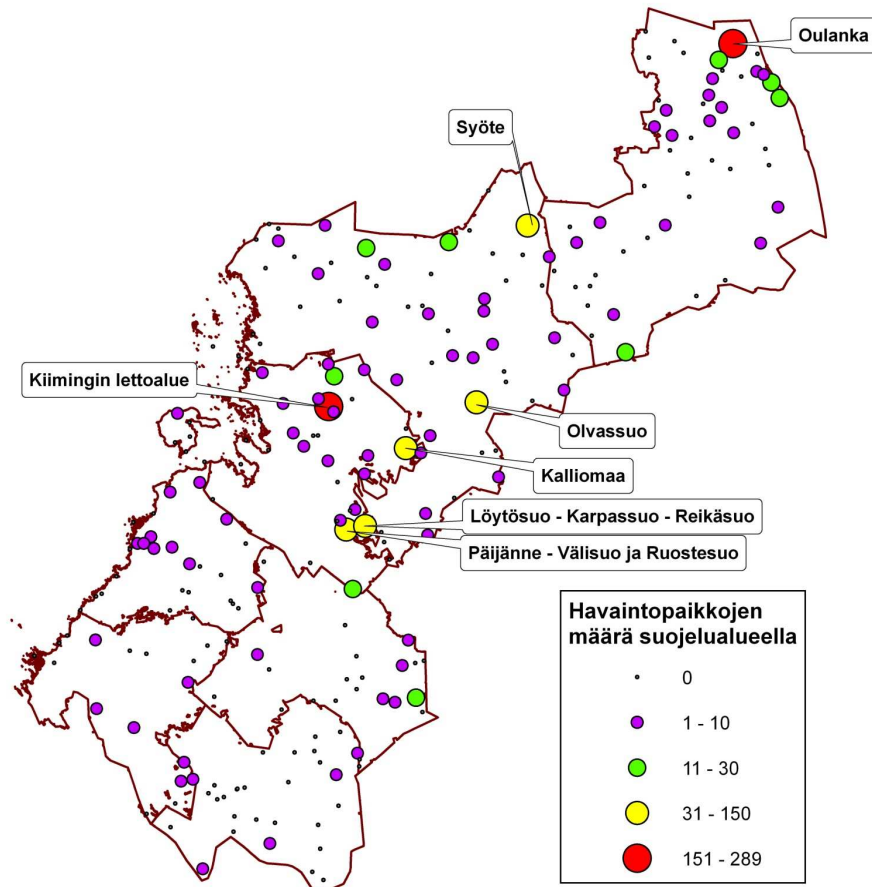 Oulanka
Syöte
Kiimingin lettoalue
Olvassuo
Kalliomaa
Löytösuo - Karpassuo - Reikäsuo
Päijänne - Välisuo ja Ruostesuo
Havaintopaikkojen
määrä suojelualueella
0
1 - 10
11 - 30
31 - 150
151 - 289